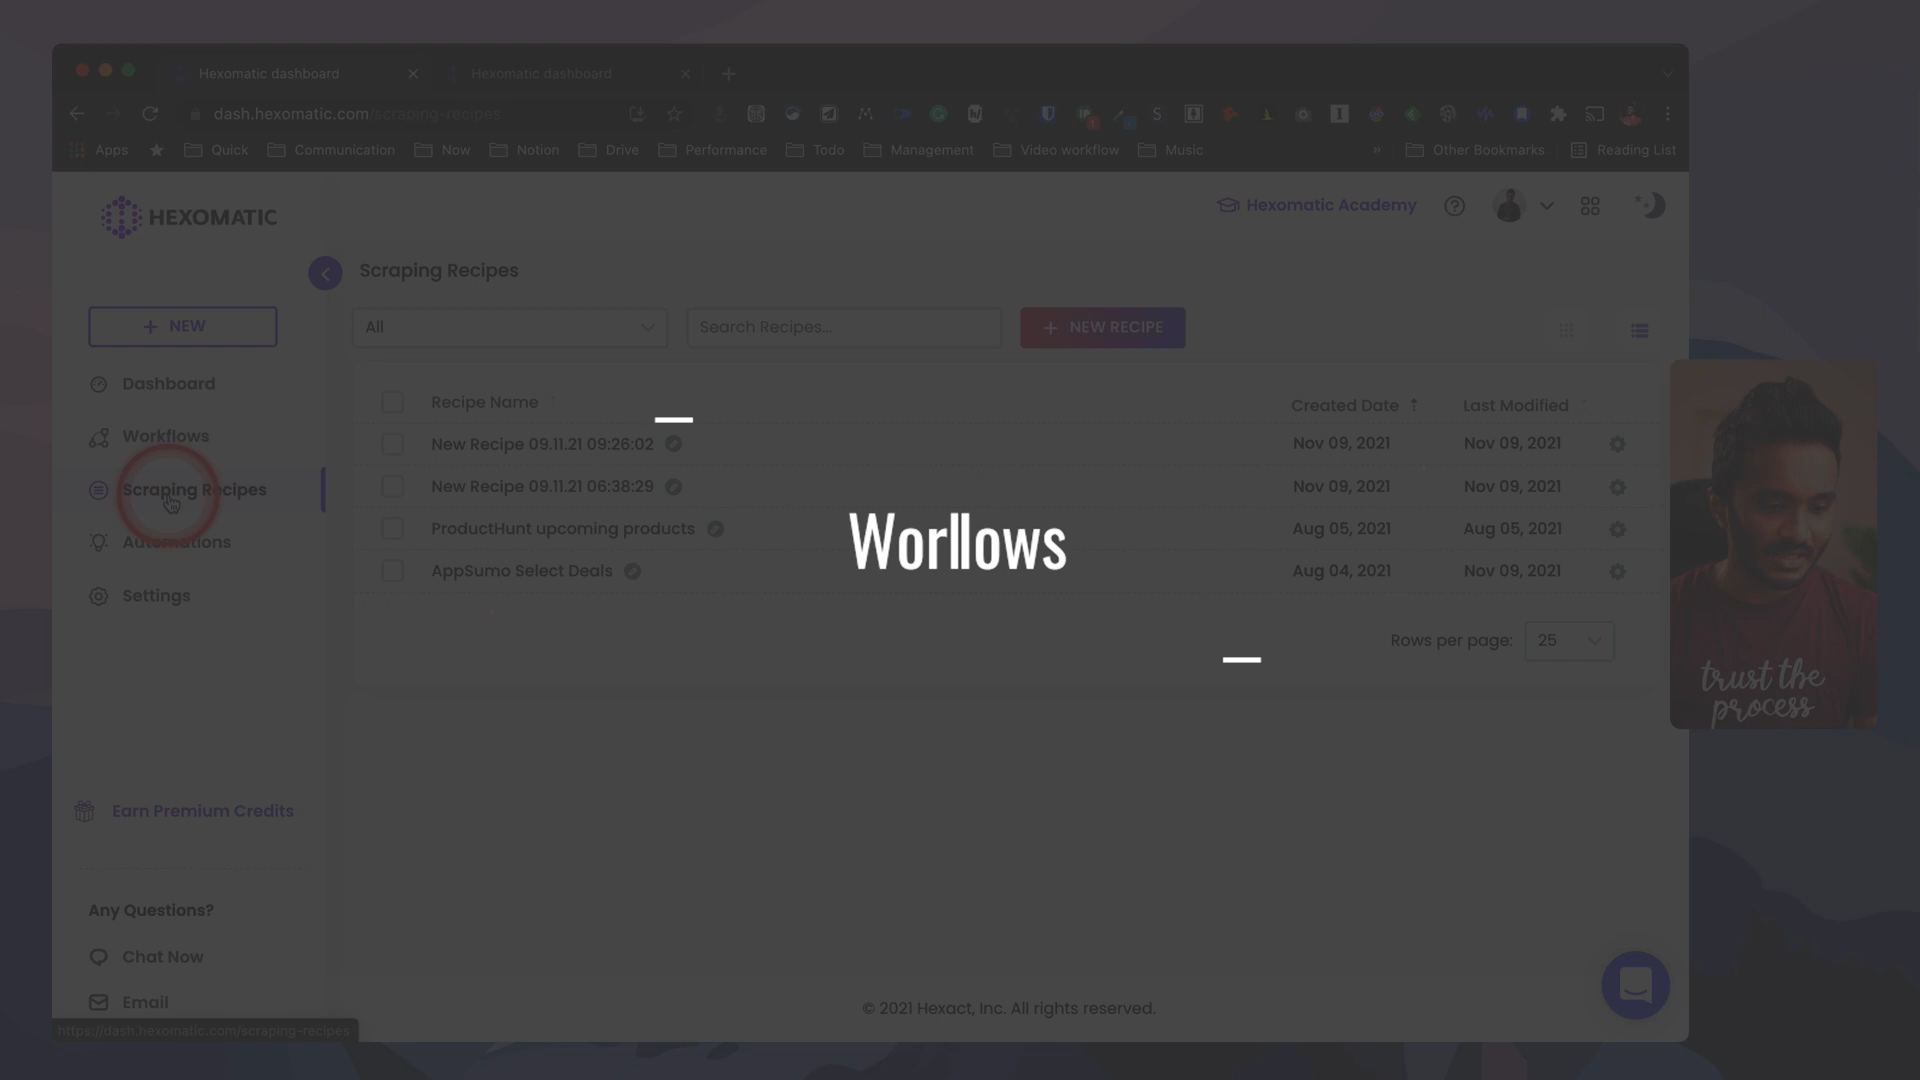 Hexomatic dashboard
Hexomatic dashboard
dash.hexomatic.com/scraping-recipes
Apps
Quick
Communication
Now
Notion
Drive
Performance
Todo
Management
Video workflow
Music
»
Other Bookmarks
Reading List
HEXOMATIC
Hexomatic Academy
Scraping Recipes
+ NEW
All
Search Recipes...
+ NEW RECIPE
Dashboard
Workflows
Scraping Recipes
Automations
Settings
Recipe Name
Created Date
Last Modified
New Recipe 09.11.21 09:26:02
Nov 09, 2021
Nov 09, 2021
New Recipe 09.11.21 06:38:29
Nov 09, 2021
Nov 09, 2021
ProductHunt upcoming products
Aug 05, 2021
Aug 05, 2021
AppSumo Select Deals
Aug 04, 2021
Nov 09, 2021
Worllows
Rows per page: 25
trust the
process
Earn Premium Credits
Any Questions?
Chat Now
Email
© 2021 Hexact, Inc. All rights reserved.
https://dash.hexomatic.com/scraping-recipes